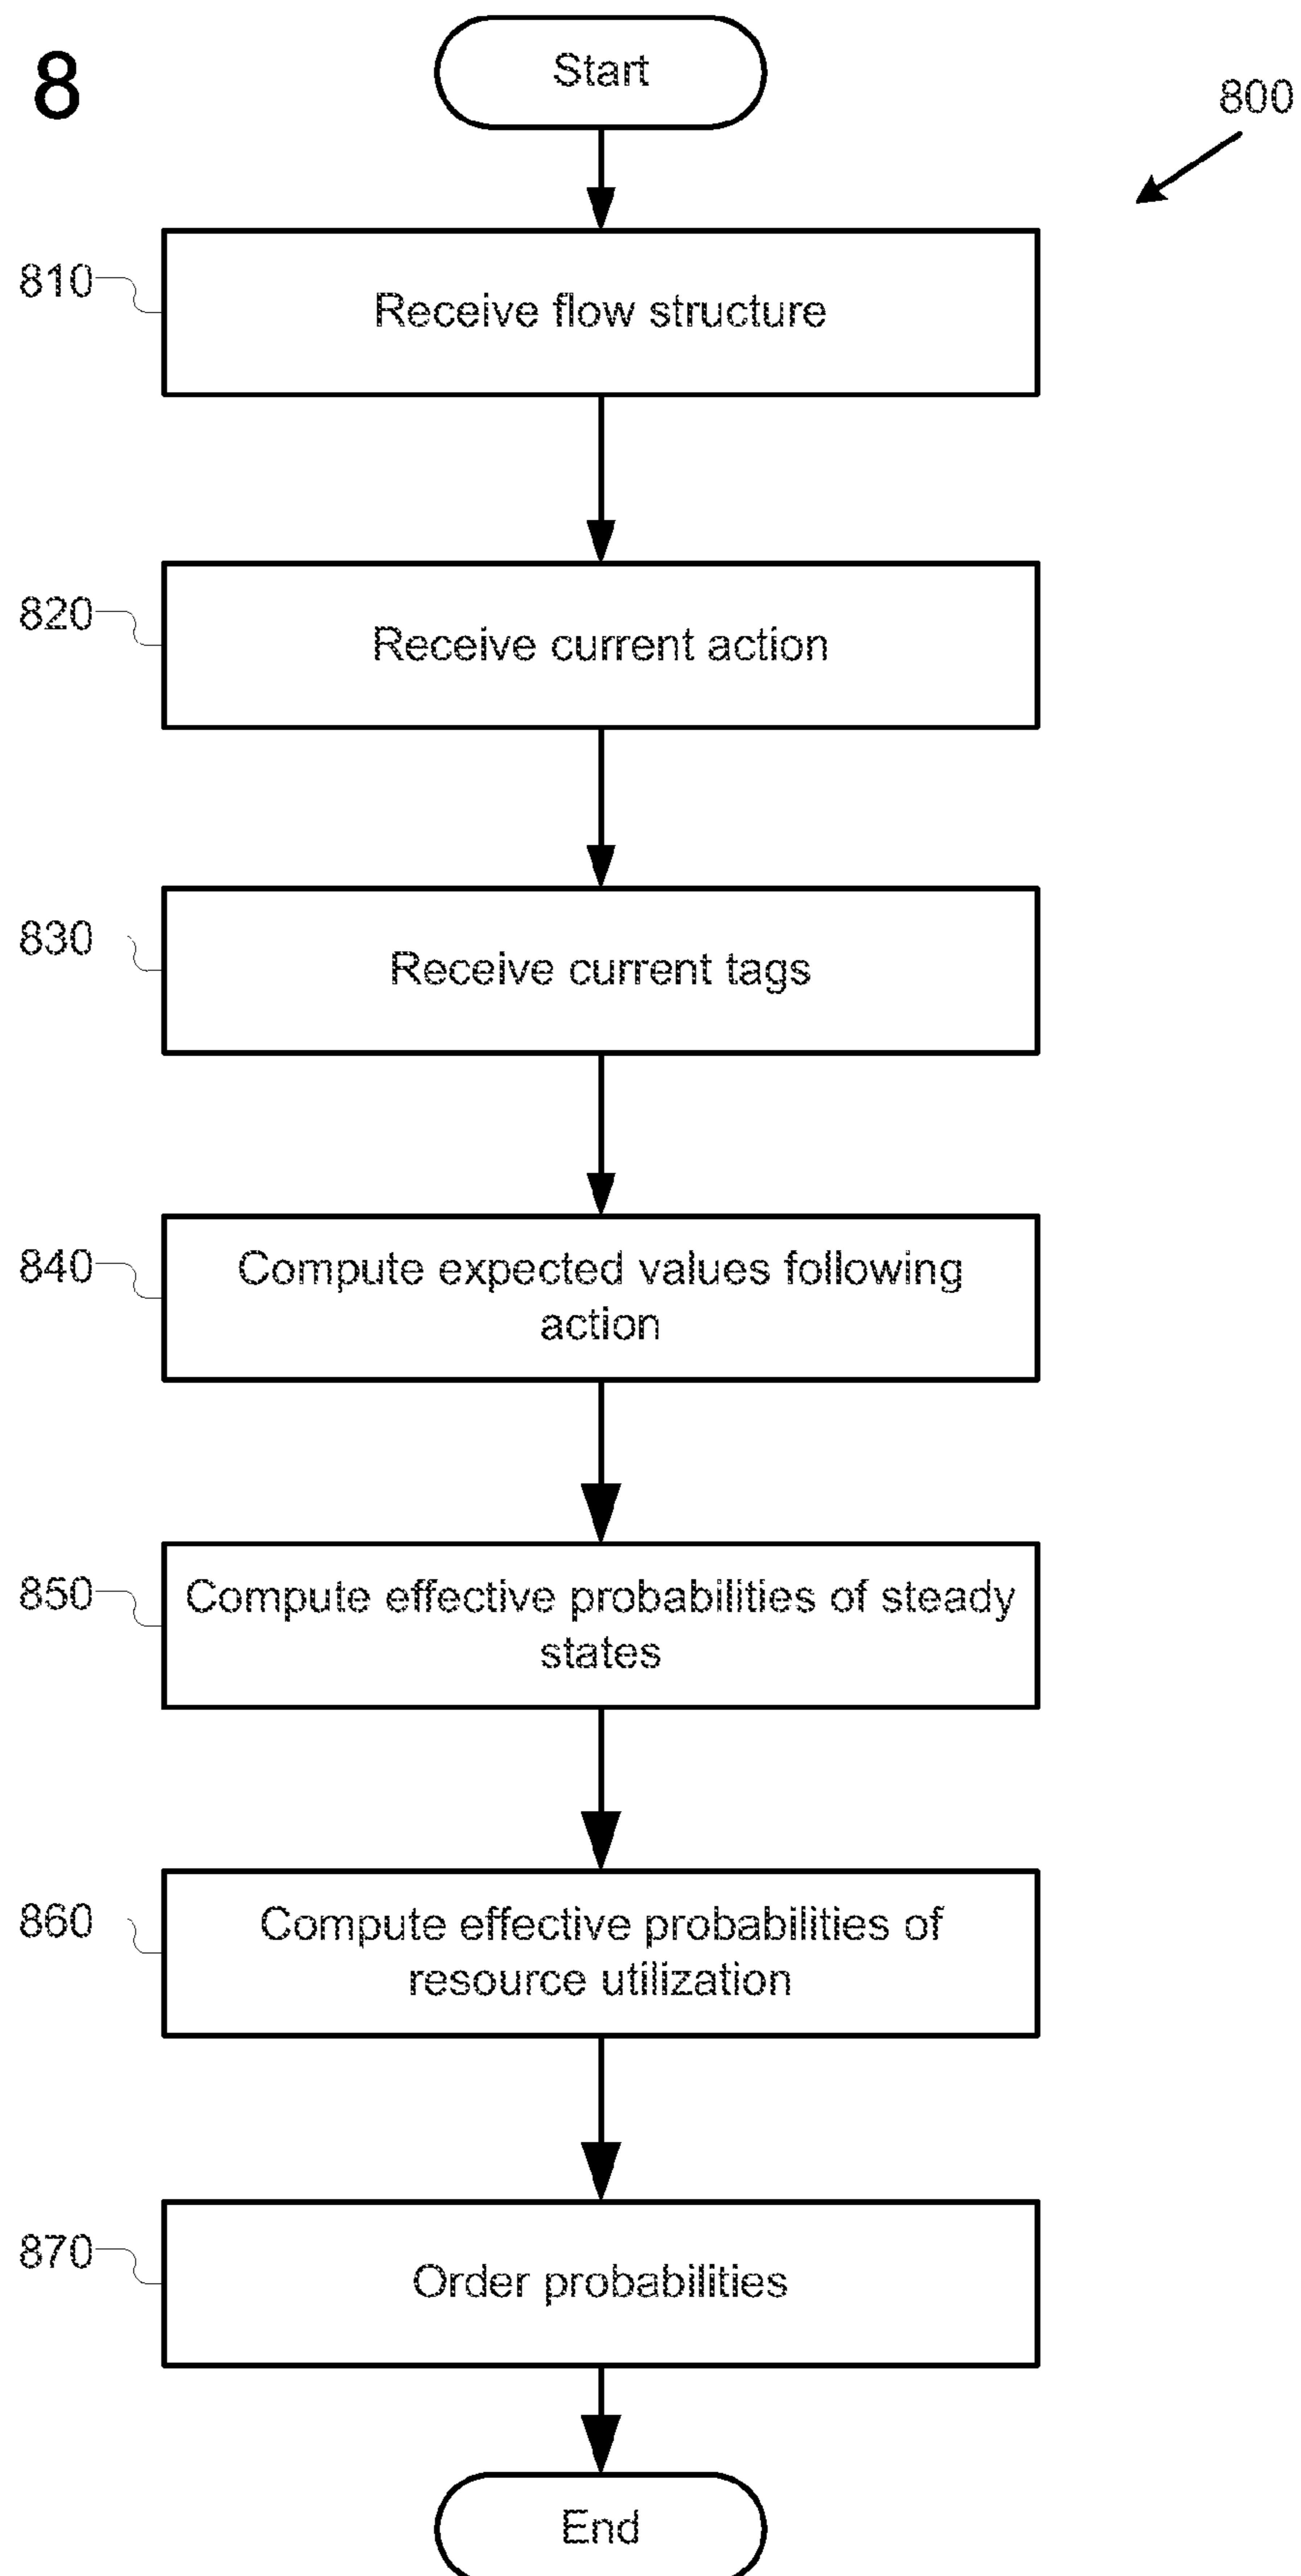 8
Start
800
810
Receive flow structure
820
Receive current action
830
Receive current tags
840
Compute expected values following
action
850
Compute effective probabilities of steady
states
860
Compute effective probabilities of
resource utilization
870
Order probabilities
End